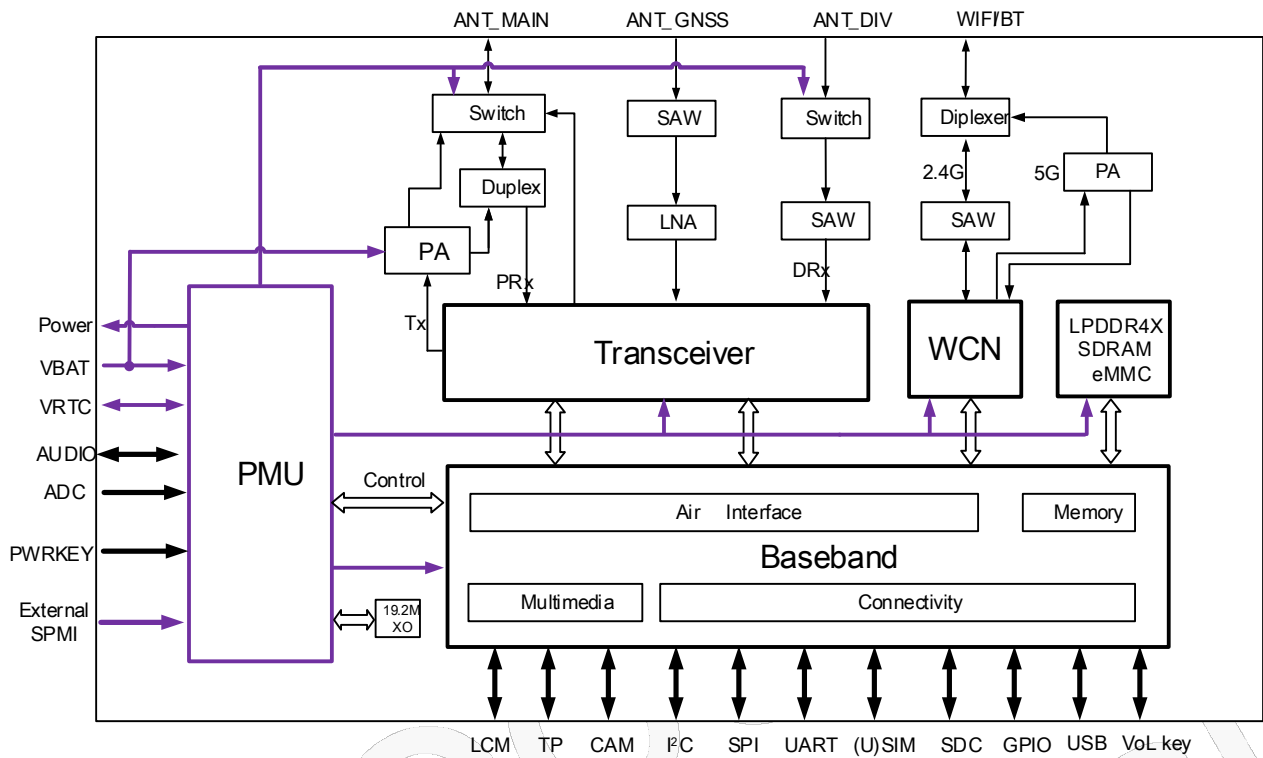 ANT_MAIN
ANT_GNSS
ANT_DIV
WIFI/BT
Switch
SAW
Switch
Diplexer
2.4G
5G
PA
Duplex
LNA
SAW
SAW
PA
PRx
DRx
Tx
Transceiver
WCN
LPDDR4X
SDRAM
eMMC
Power
VBAT
VRTC
AUDIO
ADC
PWRKEY
External
SPMI
PMU
Control
19.2M
XO
Air Interface
Memory
Baseband
Multimedia
Connectivity
LCM
TP
CAM
I²C
SPI
UART
(U)SIM
SDC
GPIO
USB
VoL key